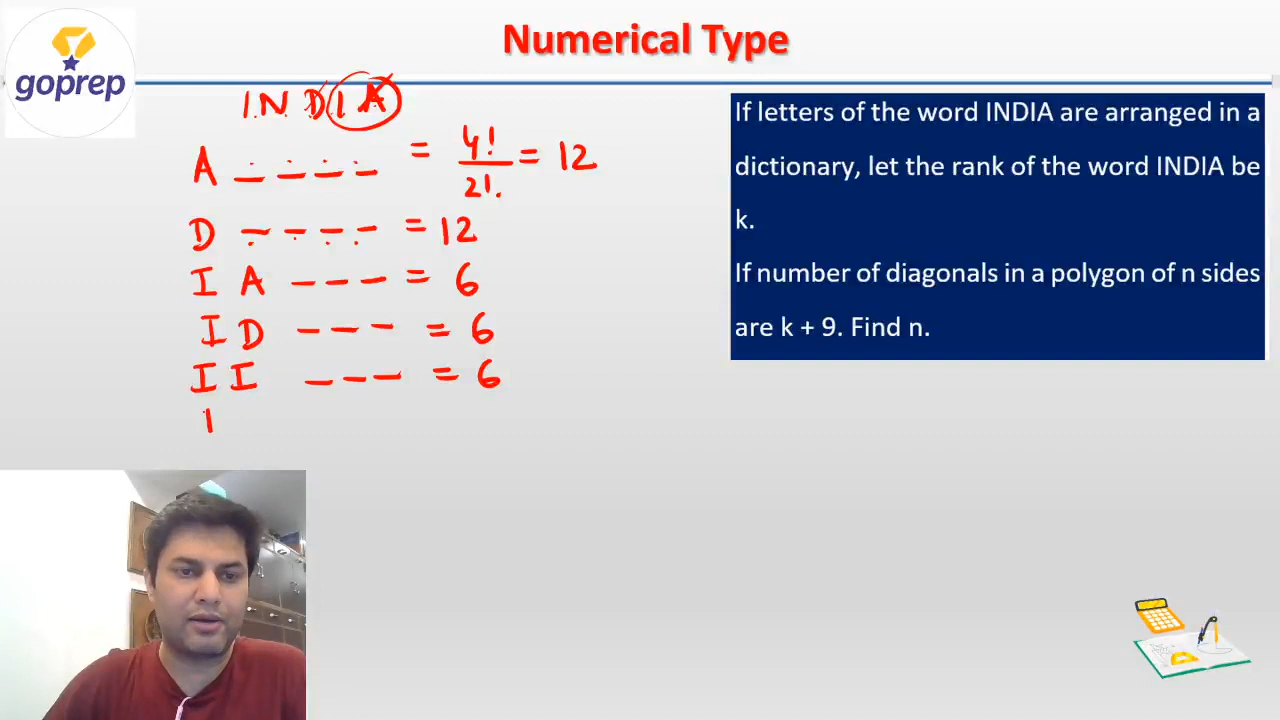 Numerical Type
goprep
I N D I A
A _ _ _ _ = 4!/2! = 12
D _ _ _ _ = 12
I A _ _ _ = 6
I D _ _ _ = 6
I I _ _ _ = 6
I
If letters of the word INDIA are arranged in a
dictionary, let the rank of the word INDIA be
k.
If number of diagonals in a polygon of n sides
are k + 9. Find n.